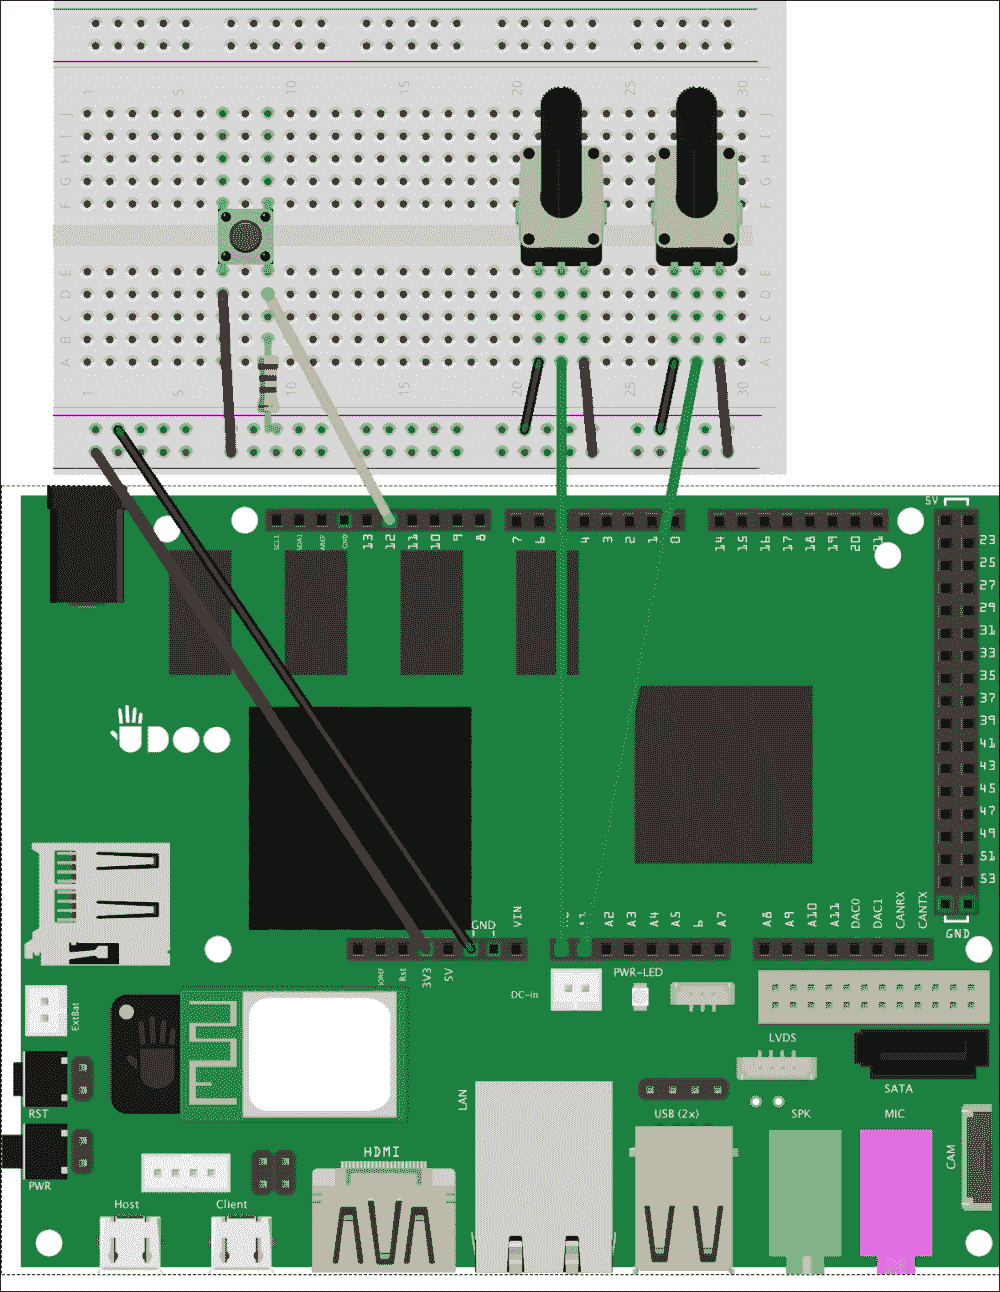 1 5 10 15 20 25 30
J J
I I
H H
G G
F F
E E
D D
C C
B B
A A
1 5 10 15 20 25 30
5V
SCL1 SDA1 AREF GND 13 12 11 10 9 8 7 6 4 3 2 1 0 14 15 16 17 18 19 20 21
23
25
27
29
31
33
35
37
39
41
43
45
47
49
51
53
GND
IOREF Rst 3V3 5V GND VIN A1 A2 A3 A4 A5 6 A7 A8 A9 A10 A11 DAC0 DAC1 CANRX CANTX
DC-in PWR-LED
ExtBat
LVDS
SATA
RST
LAN USB (2x) SPK MIC
HDMI
CAM
PWR
Host Client